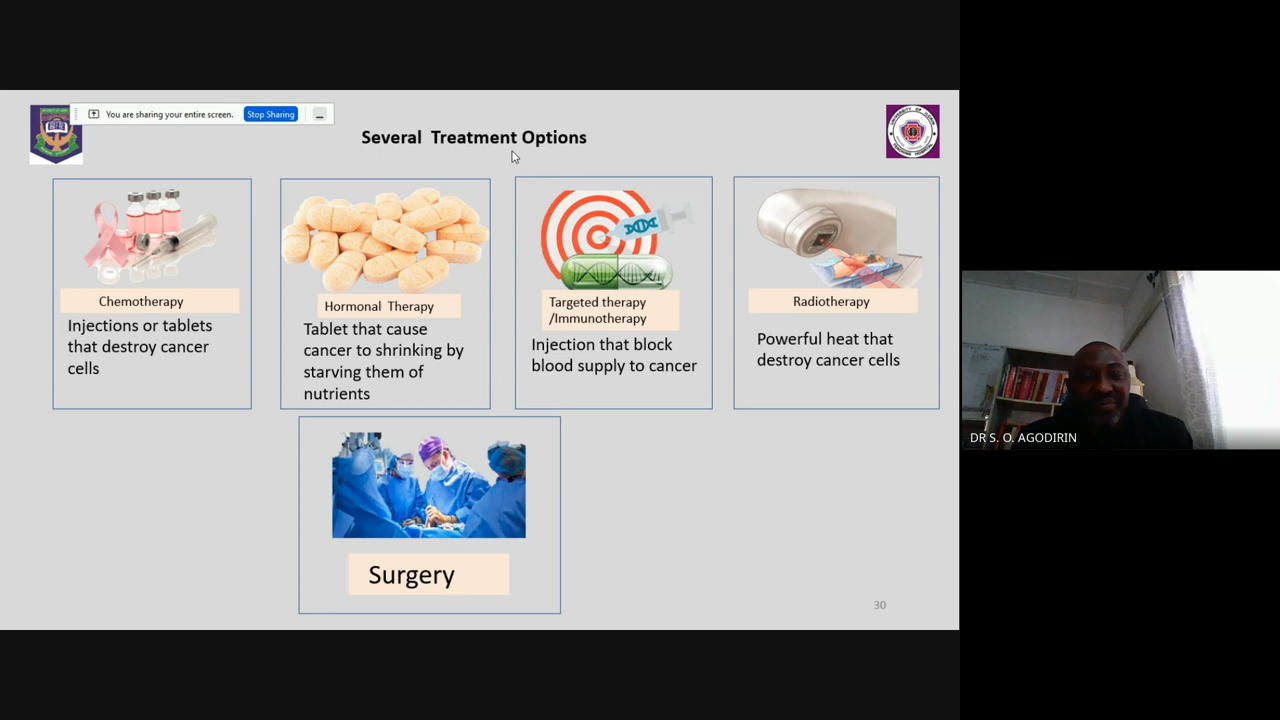 You are sharing your entire screen. Stop Sharing
Several Treatment Options
Chemotherapy
Injections or tablets
that destroy cancer
cells
Hormonal Therapy
Tablet that cause
cancer to shrinking by
starving them of
nutrients
Targeted therapy
/Immunotherapy
Injection that block
blood supply to cancer
Radiotherapy
Powerful heat that
destroy cancer cells
Surgery
30
DR S. O. AGODIRIN